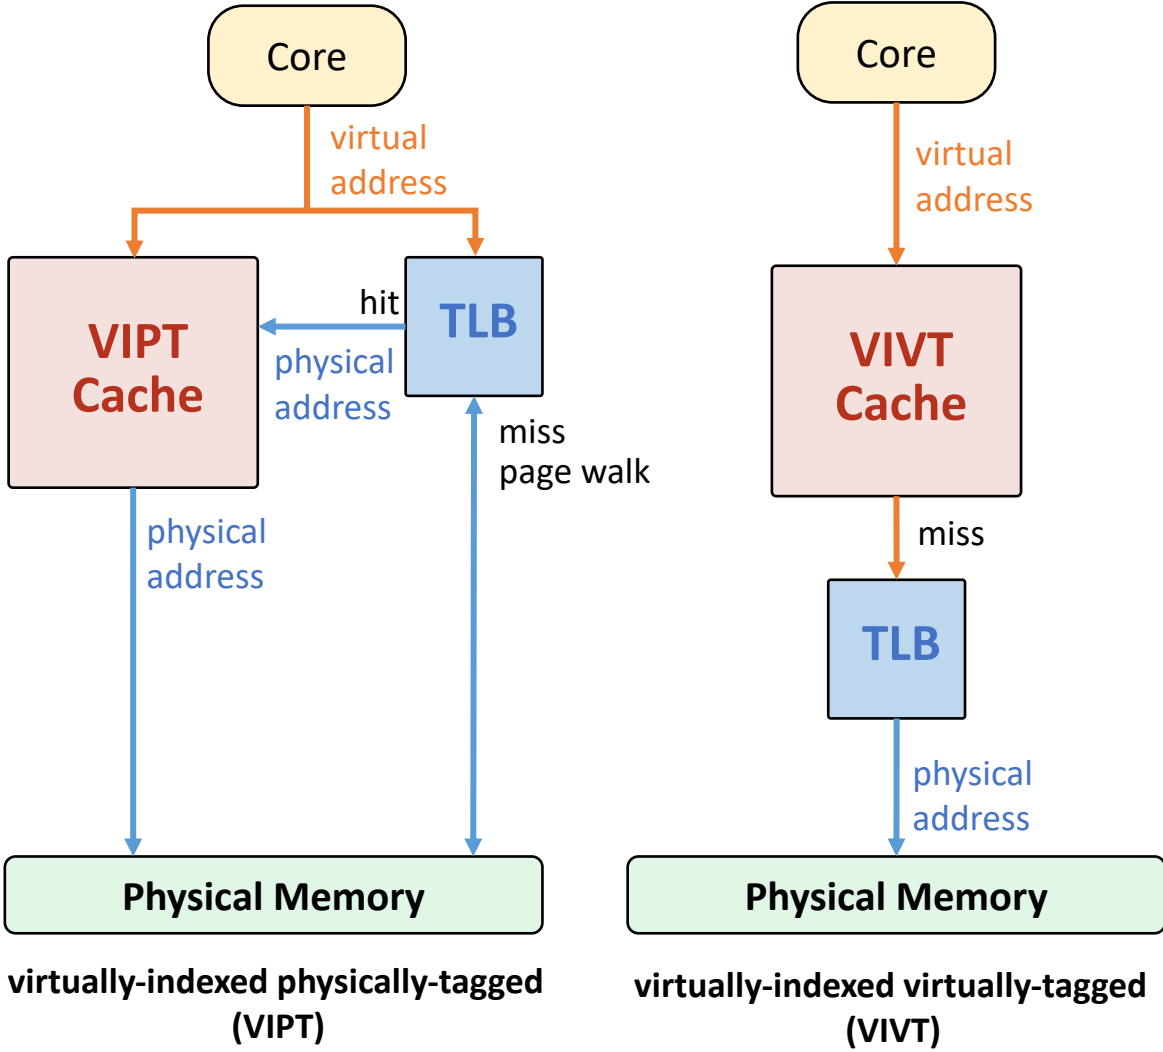 Core
virtual
address
VIPT
Cache
hit
TLB
physical
address
miss
page walk
physical
address
Physical Memory
virtually-indexed physically-tagged
(VIPT)
Core
virtual
address
VIVT
Cache
miss
TLB
physical
address
Physical Memory
virtually-indexed virtually-tagged
(VIVT)